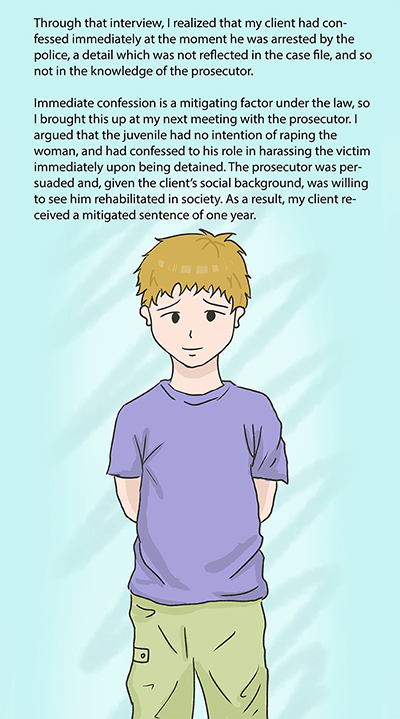 Through that interview, I realized that my client had con-
fessed immediately at the moment he was arrested by the
police, a detail which was not reflected in the case file, and so
not in the knowledge of the prosecutor.
Immediate confession is a mitigating factor under the law, so
I brought this up at my next meeting with the prosecutor. I
argued that the juvenile had no intention of raping the
woman, and had confessed to his role in harassing the victim
immediately upon being detained. The prosecutor was per-
suaded and, given the client's social background, was willing
to see him rehabilitated in society. As a result, my client re-
ceived a mitigated sentence of one year.